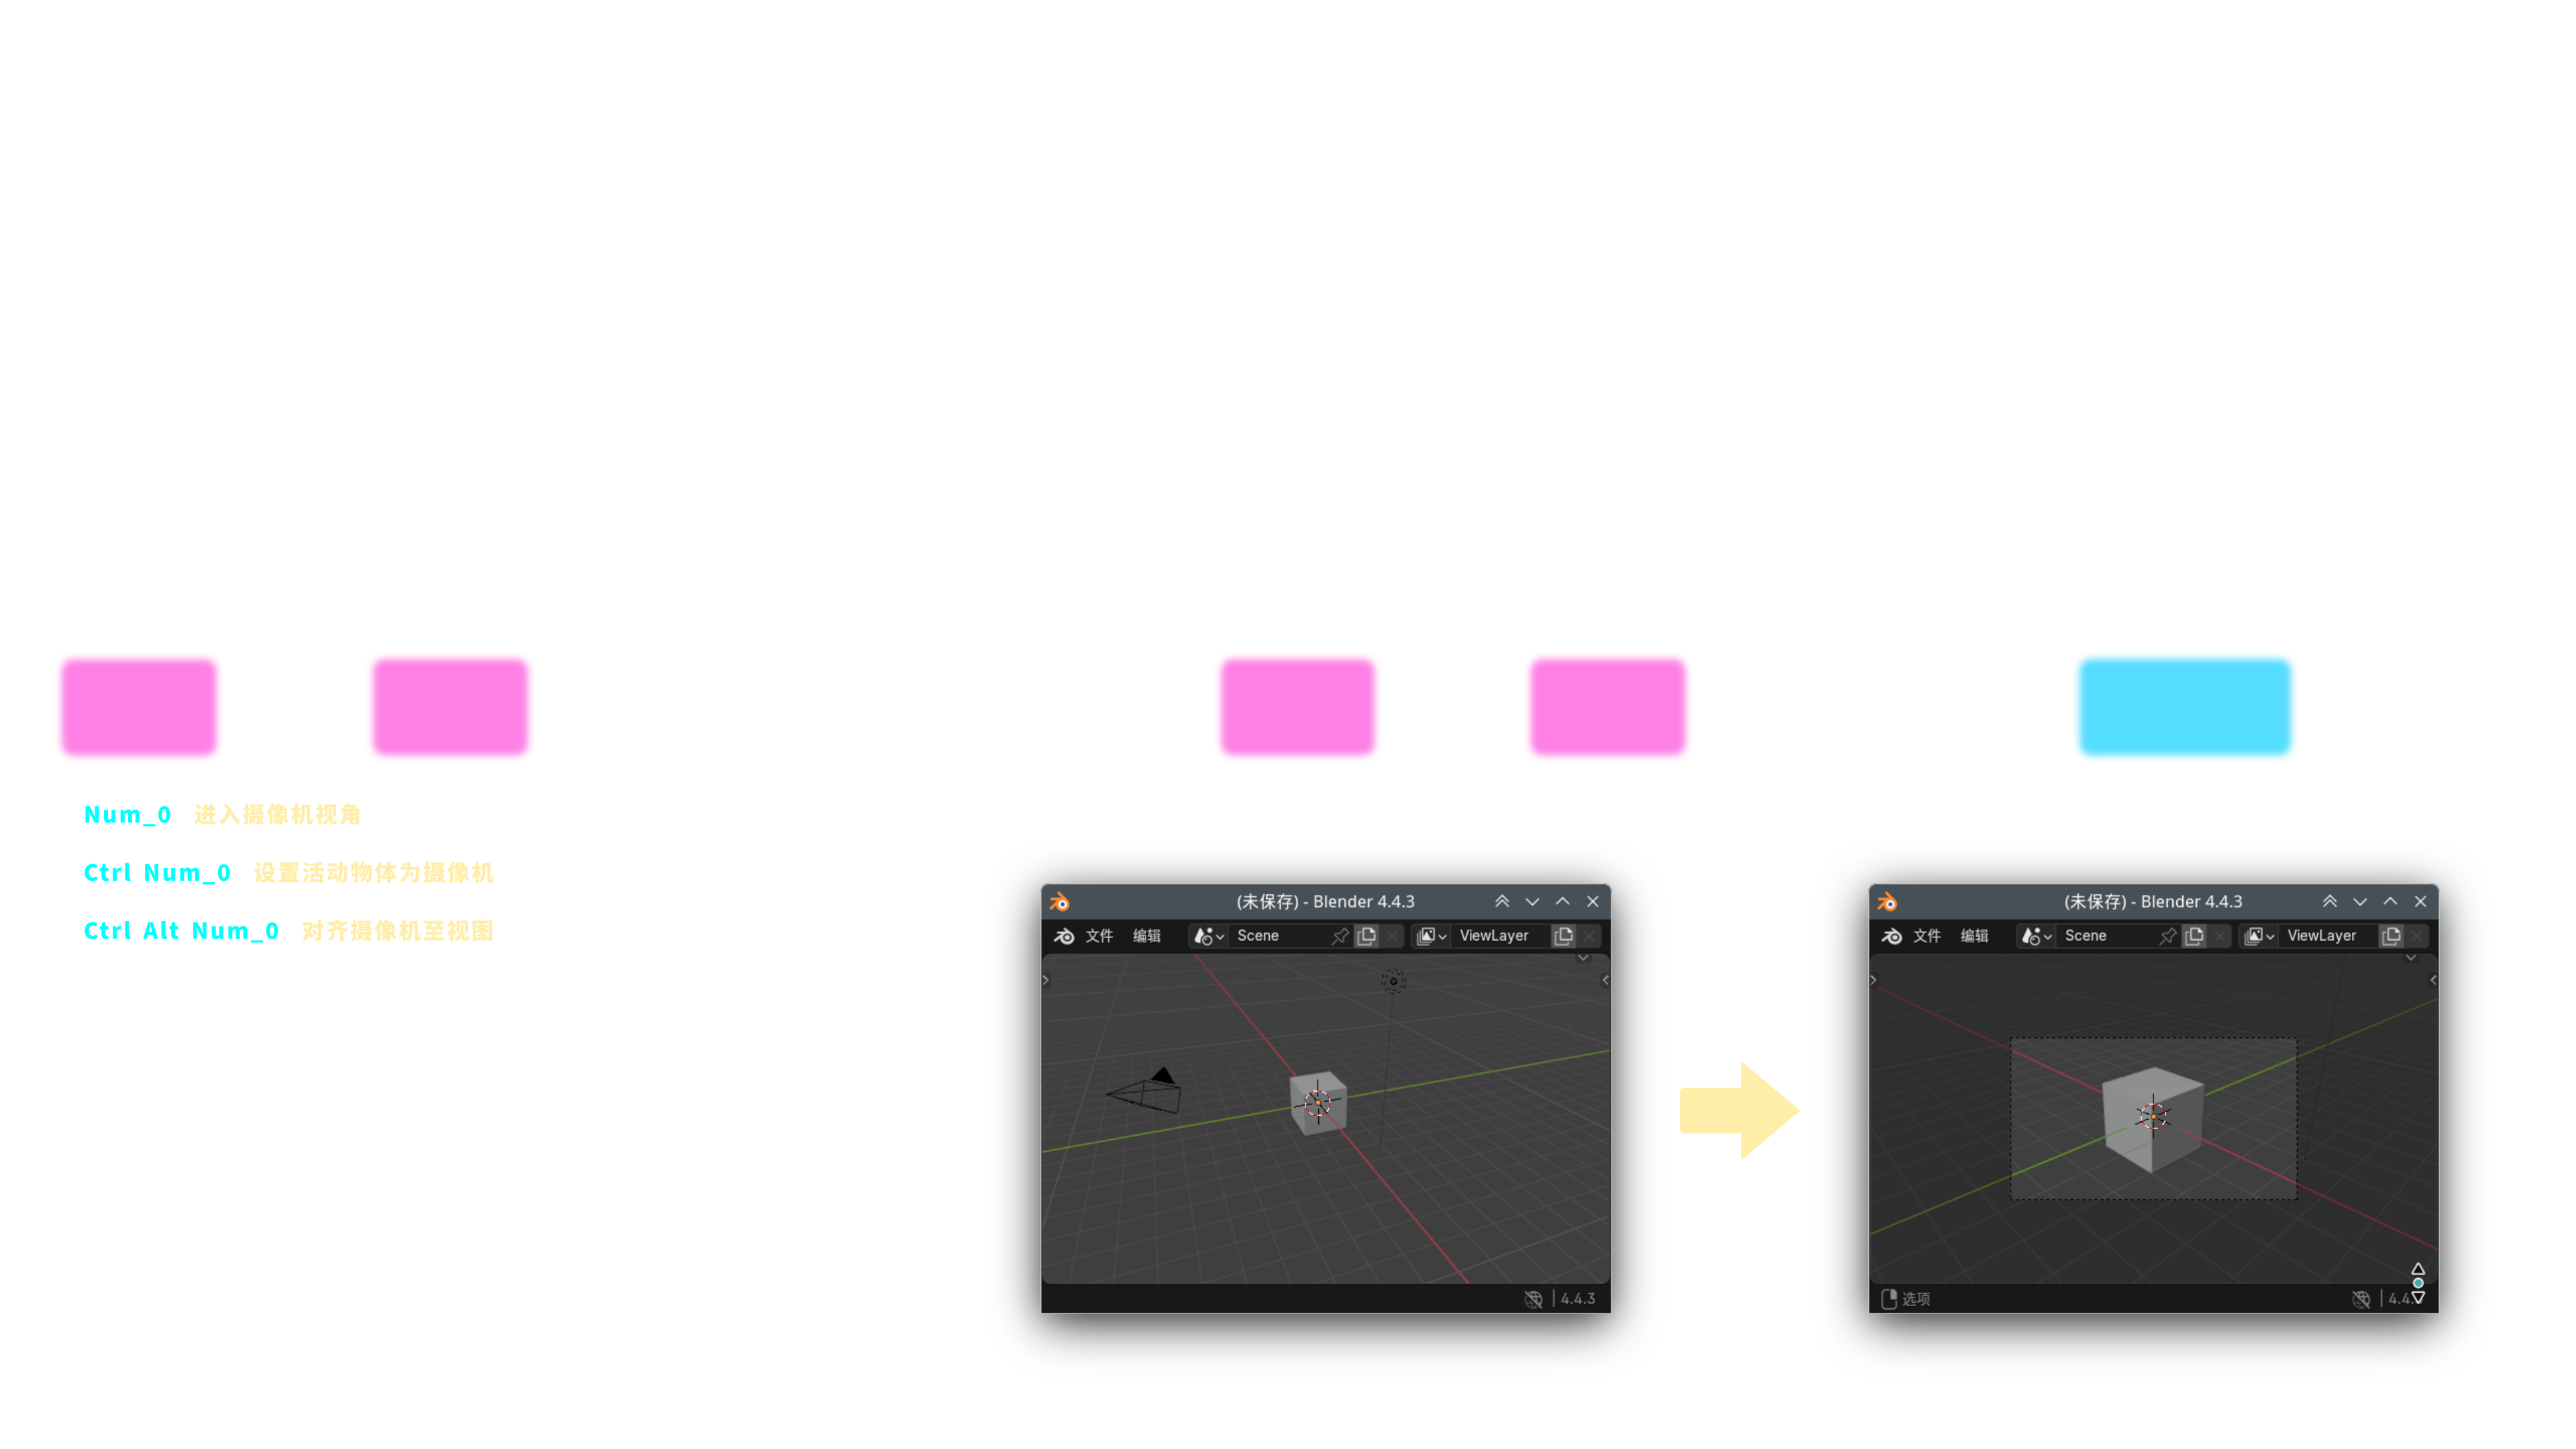 Num_0 进入摄像机视角
Ctrl Num_0 设置活动物体为摄像机
Ctrl Alt Num_0 对齐摄像机至视图
(未保存) - Blender 4.4.3
文件 编辑 Scene ViewLayer
4.4.3
(未保存) - Blender 4.4.3
文件 编辑 Scene ViewLayer
选项 4.4.